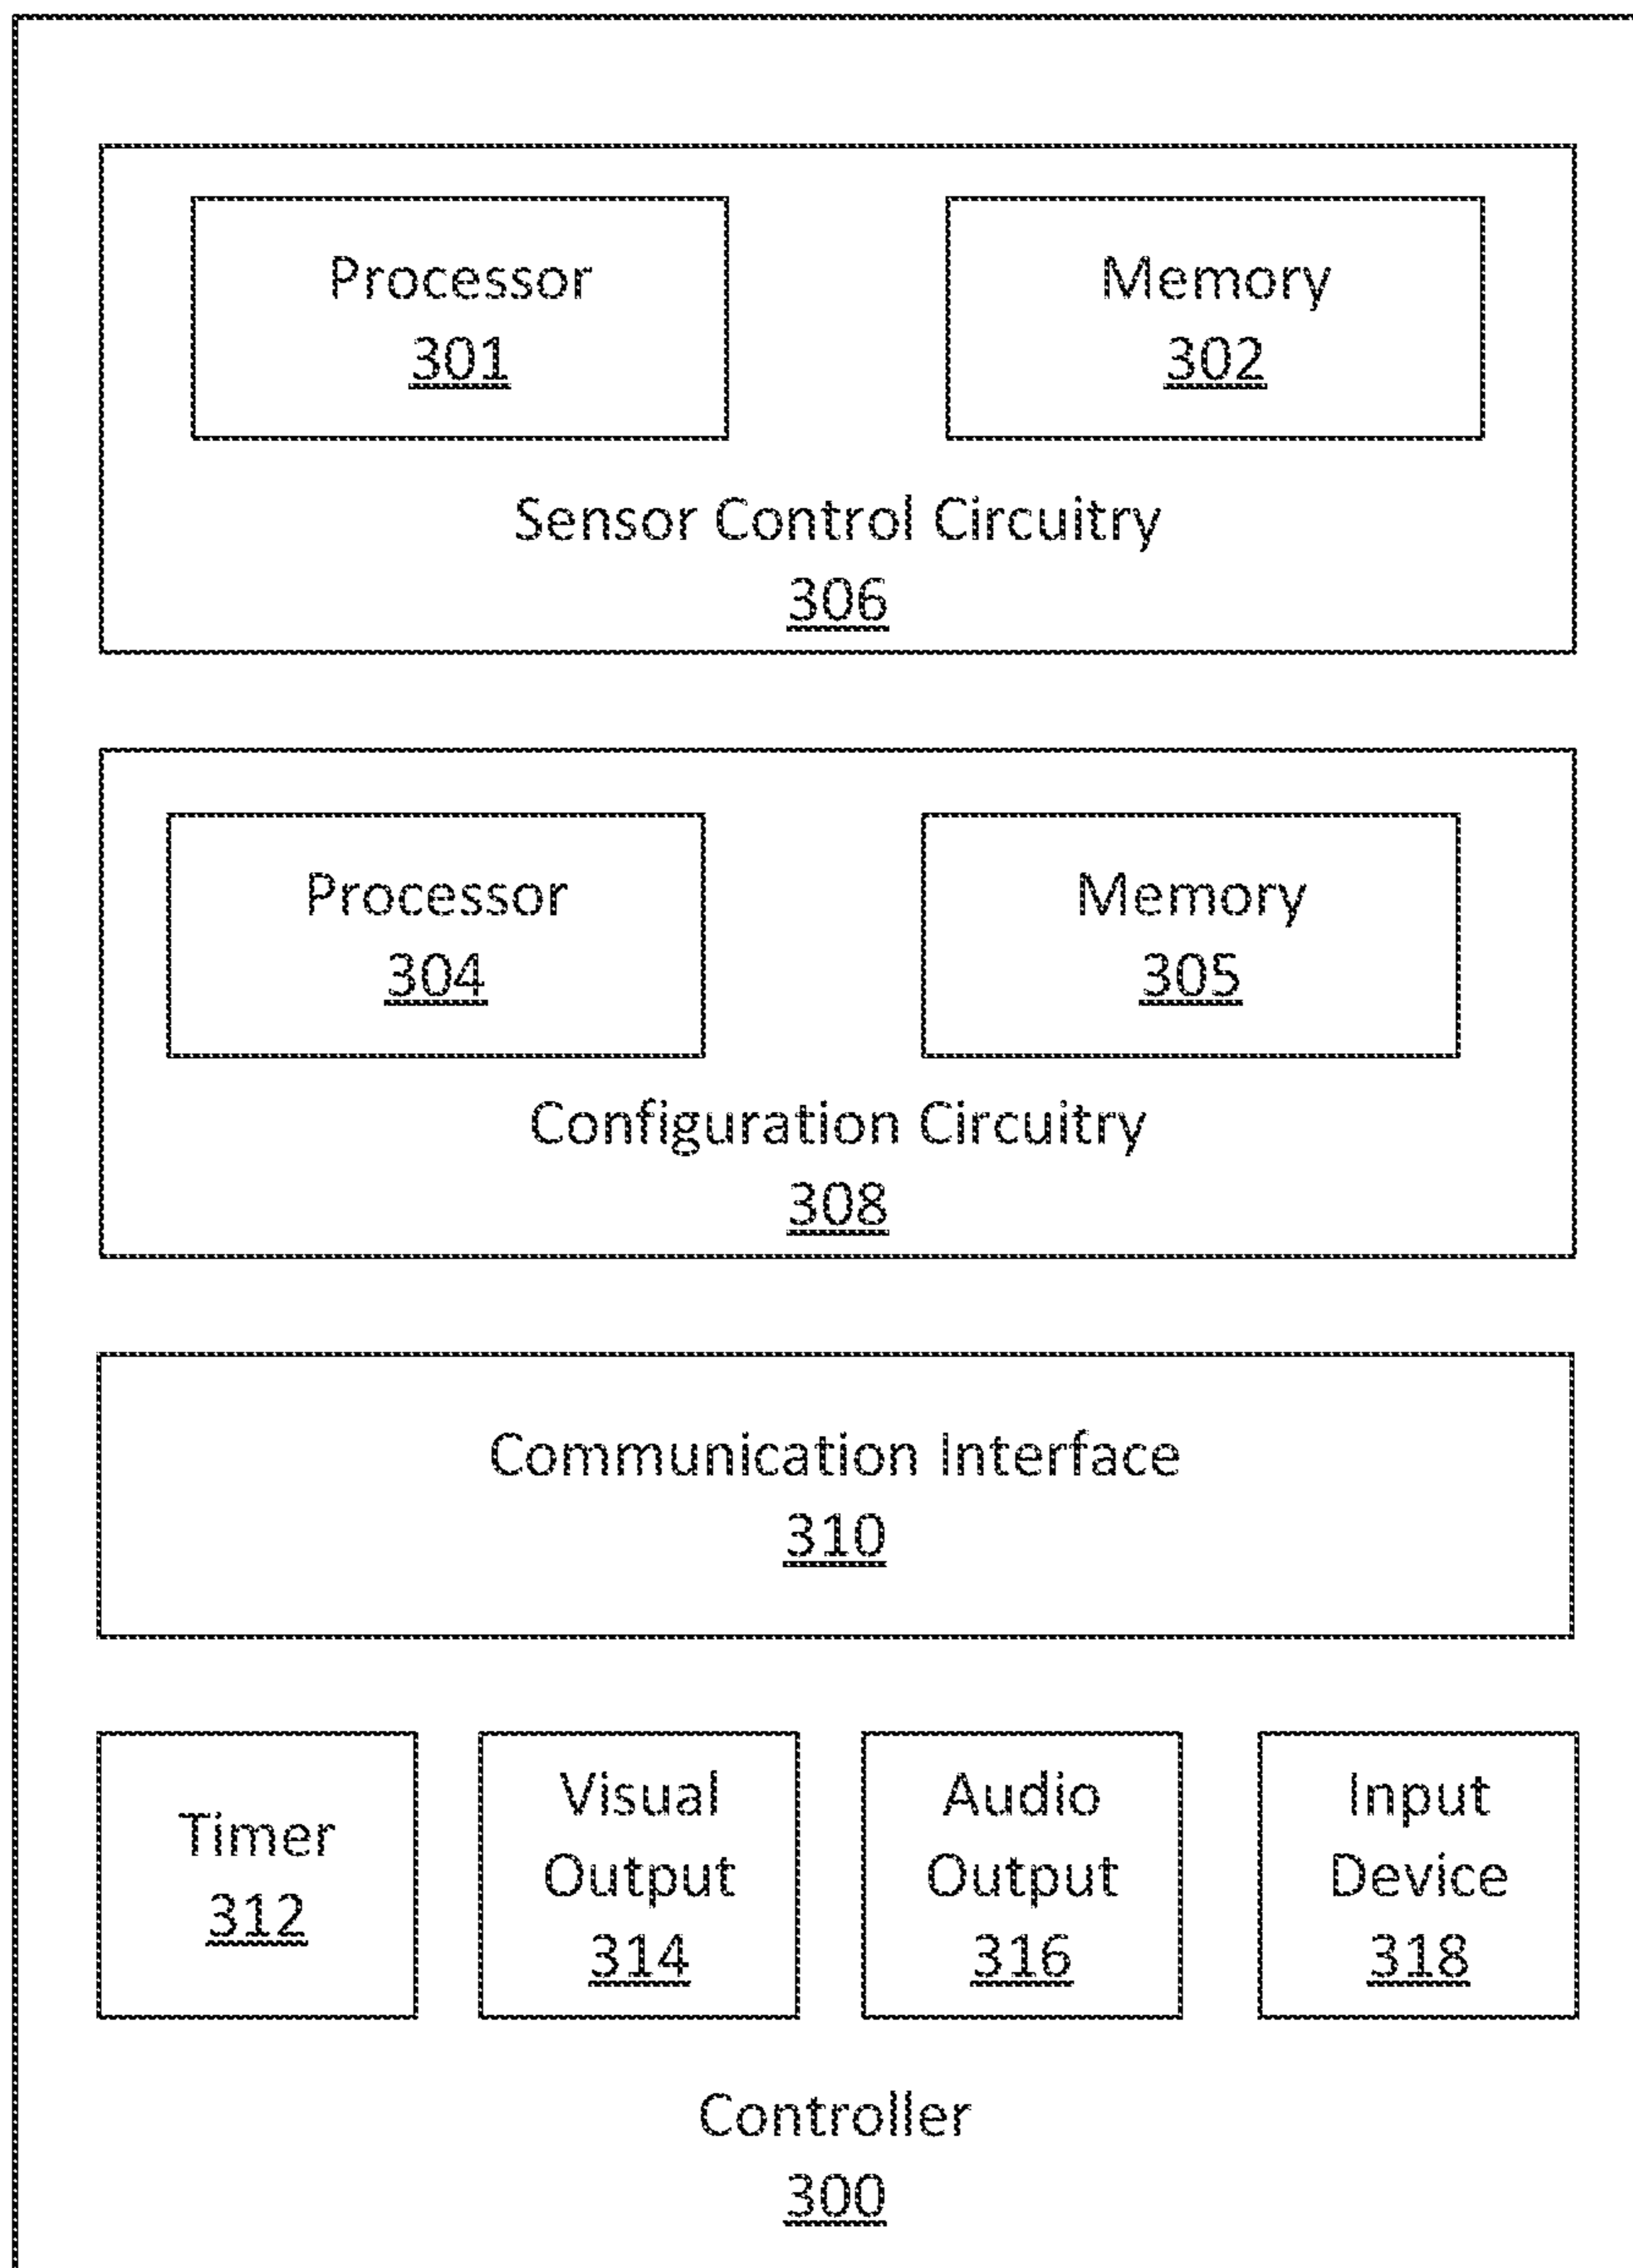 Processor
301
Memory
302
Sensor Control Circuitry
306
Processor
304
Memory
305
Configuration Circuitry
308
Communication Interface
310
Timer
312
Visual
Output
314
Audio
Output
316
Input
Device
318
Controller
300